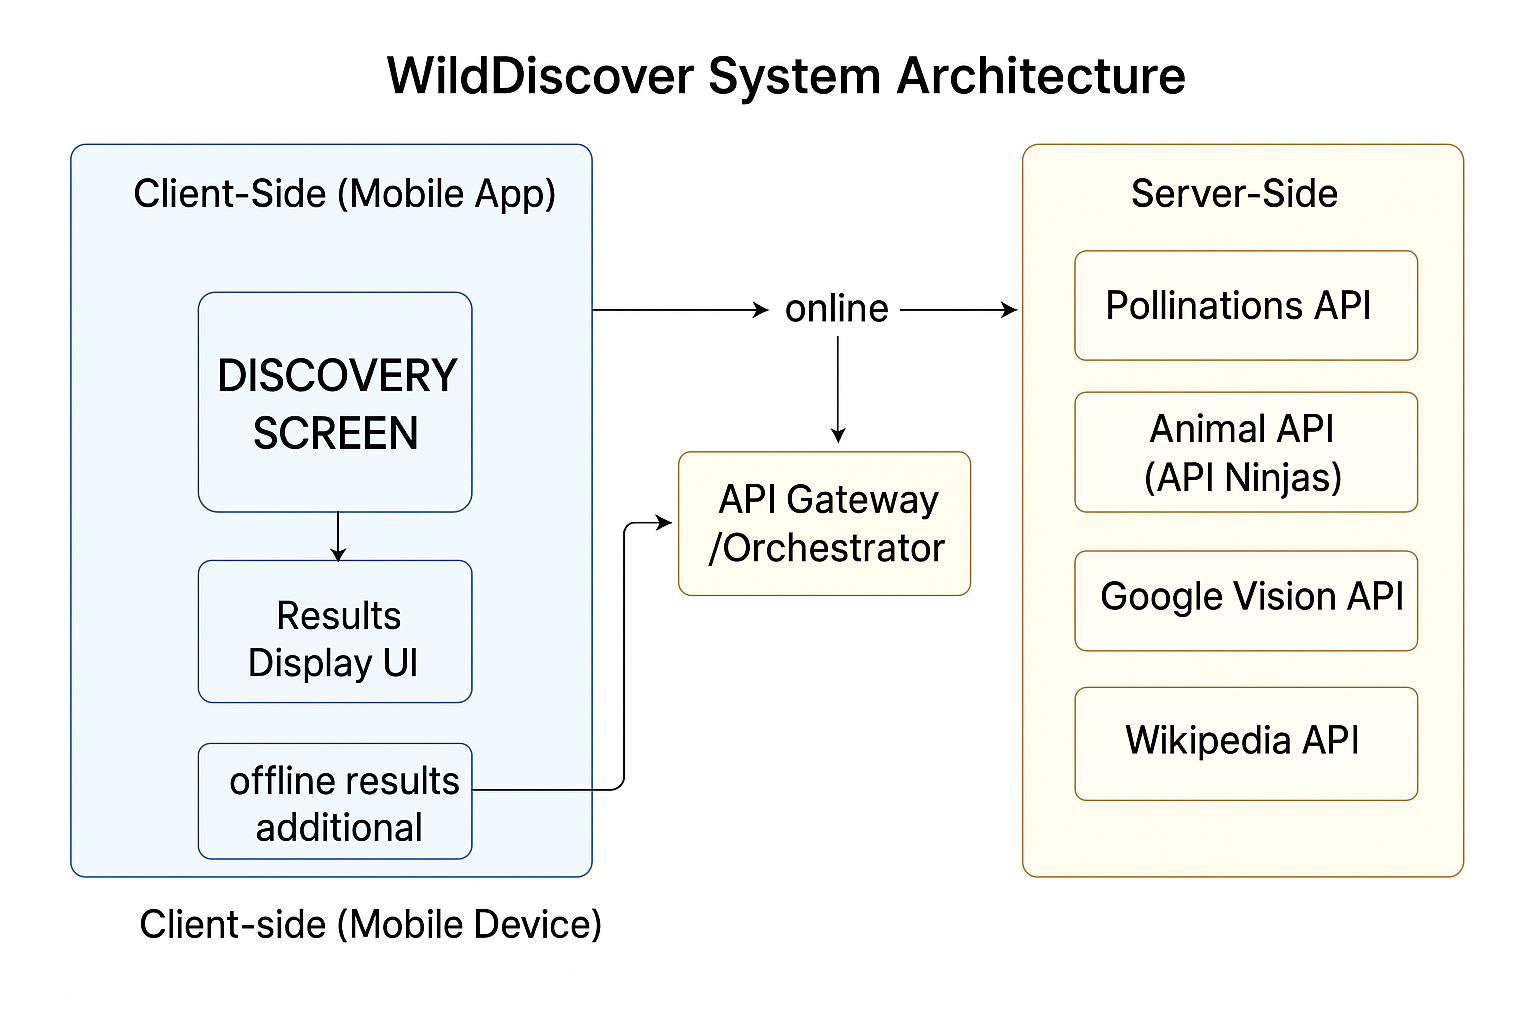 WildDiscover System Architecture
Client-Side (Mobile App)
DISCOVERY
SCREEN
Results
Display UI
offline results
additional
Client-side (Mobile Device)
online
API Gateway
/Orchestrator
Server-Side
Pollinations API
Animal API
(API Ninjas)
Google Vision API
Wikipedia API